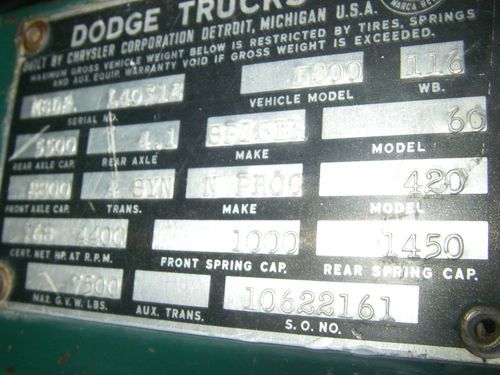 DODGE TRUCKS
BUILT BY CHRYSLER CORPORATION DETROIT, MICHIGAN U.S.A.
MAXIMUM GROSS VEHICLE WEIGHT BELOW IS RESTRICTED BY TIRES, SPRINGS
AND AUX. EQUIP. WARRANTY VOID IF GROSS WEIGHT IS EXCEEDED.
140312 116
SERIAL NO. VEHICLE MODEL WB.
5500 4.1 60
REAR AXLE CAP. REAR AXLE MAKE MODEL
SYN N PROC 420
FRONT AXLE CAP. TRANS. MAKE MODEL
4400 1000 1450
CERT. NET HP. AT R.P.M. FRONT SPRING CAP. REAR SPRING CAP.
7500 10622161
MAX. G.V.W. LBS. AUX. TRANS. S.O. NO.